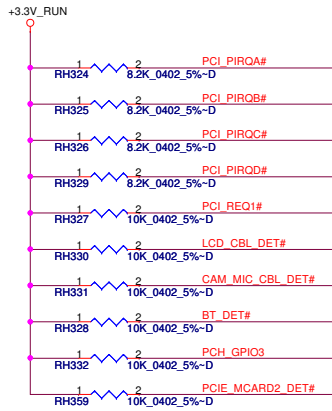 +3.3V_RUN
1 2 PCI_PIRQA#
RH324 8.2K_0402_5%~D
1 2 PCI_PIRQB#
RH325 8.2K_0402_5%~D
1 2 PCI_PIRQC#
RH326 8.2K_0402_5%~D
1 2 PCI_PIRQD#
RH329 8.2K_0402_5%~D
1 2 PCI_REQ1#
RH327 10K_0402_5%~D
1 2 LCD_CBL_DET#
RH330 10K_0402_5%~D
1 2 CAM_MIC_CBL_DET#
RH331 10K_0402_5%~D
1 2 BT_DET#
RH328 10K_0402_5%~D
1 2 PCH_GPIO3
RH332 10K_0402_5%~D
1 2 PCIE_MCARD2_DET#
RH359 10K_0402_5%~D